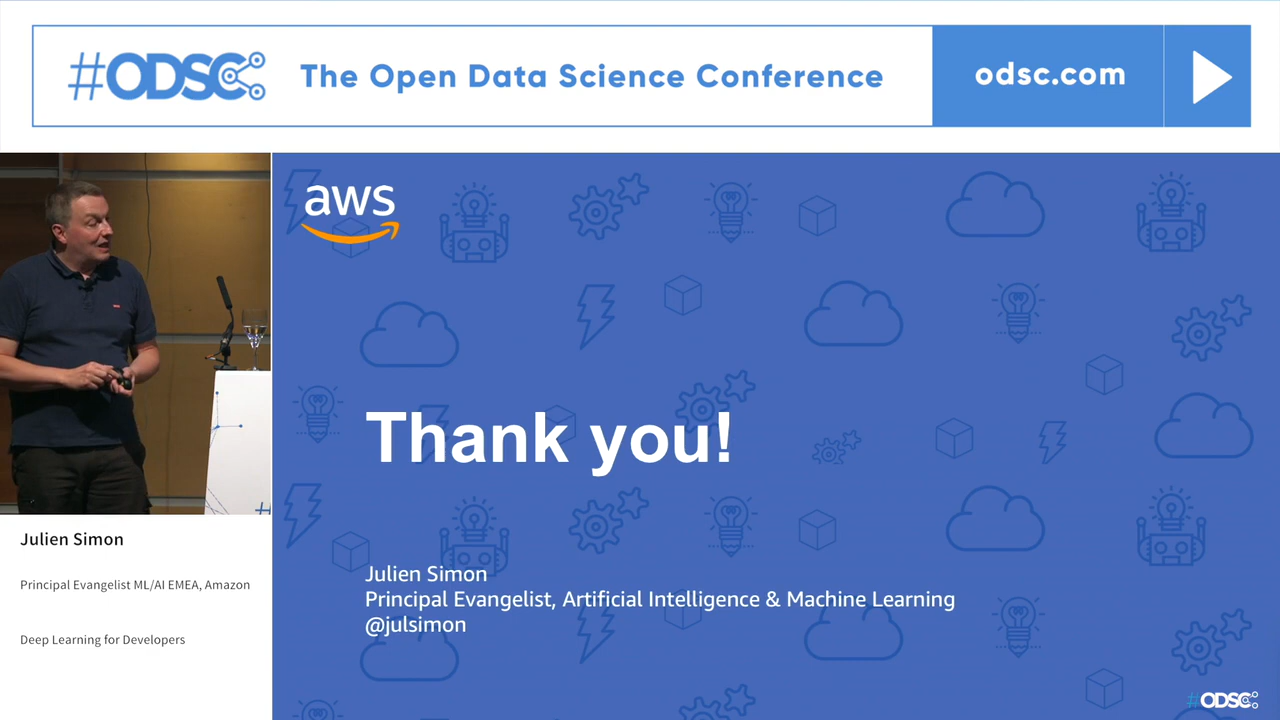 #ODSC
The Open Data Science Conference
odsc.com
aws
Thank you!
Julien Simon
Principal Evangelist, Artificial Intelligence & Machine Learning
@julsimon
Julien Simon
Principal Evangelist ML/AI EMEA, Amazon
Deep Learning for Developers
#ODSC